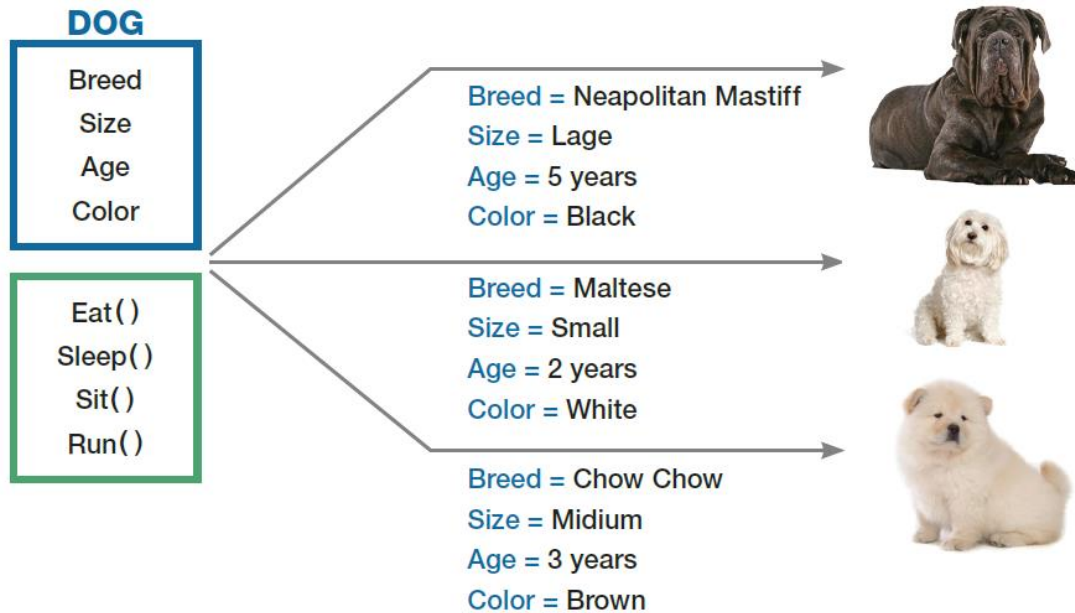 DOG
Breed
Size
Age
Color
Eat()
Sleep()
Sit()
Run()
Breed = Neapolitan Mastiff
Size = Lage
Age = 5 years
Color = Black
Breed = Maltese
Size = Small
Age = 2 years
Color = White
Breed = Chow Chow
Size = Midium
Age = 3 years
Color = Brown